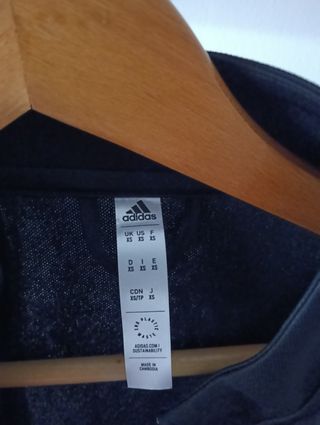 adidas
UK US F
XS XS XS
D I E
XS XS XS
CDN J
XS/TP XS
END PLASTIC WASTE
ADIDAS.COM/
SUSTAINABILITY
MADE IN
CAMBODIA